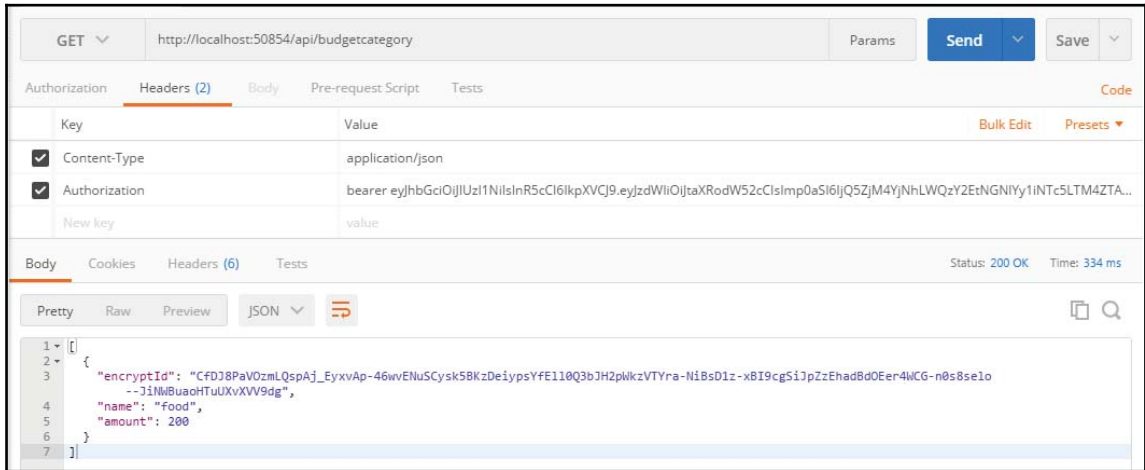 GET http://localhost:50854/api/budgetcategory Params Send Save
Authorization Headers (2) Body Pre-request Script Tests Code
Key Value Bulk Edit Presets
Content-Type application/json
Authorization bearer
New key value
Body Cookies Headers (6) Tests Status: 200 OK Time: 334 ms
Pretty Raw Preview JSON
1 [
2 {
3 "encryptId": "CfDJ8PaVOzmLQspAj_EyxvAp-46wvENuSCysk5BKzDeiypsYfEll0Q3bJH2pWkzVTYra-NiBsD1z-xBI9cgSiJpZzEhadBdOEer4WCG-n0s8selo
--JiNWBuaoHTuUXvXVV9dg",
4 "name": "food",
5 "amount": 200
6 }
7 ]